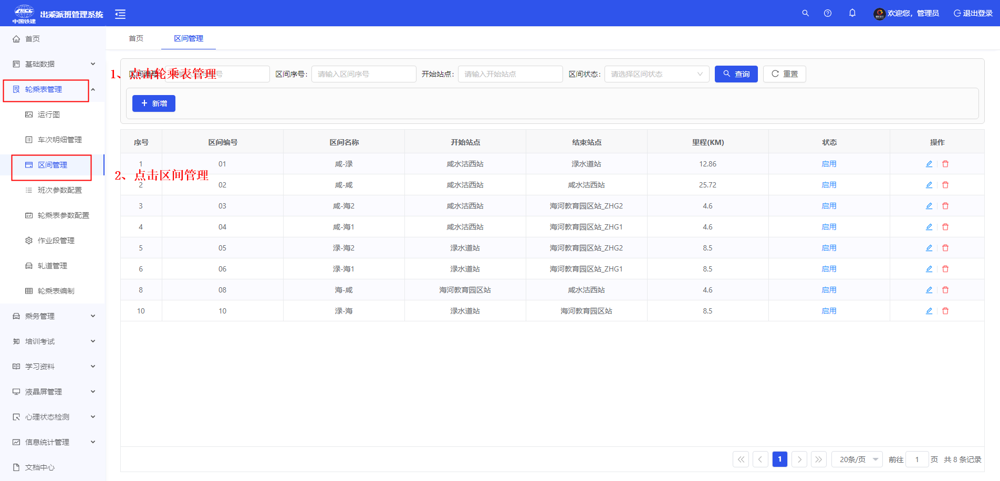 CRCC
中国铁建
出乘派班管理系统
欢迎您，管理员
退出登录
首页
基础数据
轮乘表管理
运行图
车次明细管理
区间管理
班次参数配置
轮乘表参数配置
作业段管理
轧道管理
轮乘表编制
乘务管理
培训考试
学习资料
液晶屏管理
心理状态检测
信息统计管理
文档中心
首页 区间管理
1、点击轮乘表管理
区间编号: 区间序号: 请输入区间序号 开始站点: 请输入开始站点 区间状态: 请选择区间状态 查询 重置
新增
序号 区间编号 区间名称 开始站点 结束站点 里程(KM) 状态 操作
1 01 咸-渌 咸水沽西站 渌水道站 12.86 启用
2、点击区间管理
2 02 咸-咸 咸水沽西站 咸水沽西站 25.72 启用
3 03 咸-海2 咸水沽西站 海河教育园区站_ZHG2 4.6 启用
4 04 咸-海1 咸水沽西站 海河教育园区站_ZHG1 4.6 启用
5 05 渌-海2 渌水道站 海河教育园区站_ZHG2 8.5 启用
6 06 渌-海1 渌水道站 海河教育园区站_ZHG1 8.5 启用
8 08 海-咸 海河教育园区站 咸水沽西站 4.6 启用
10 10 渌-海 渌水道站 海河教育园区站 8.5 启用
1 20条/页 前往 1 页 共 8 条记录